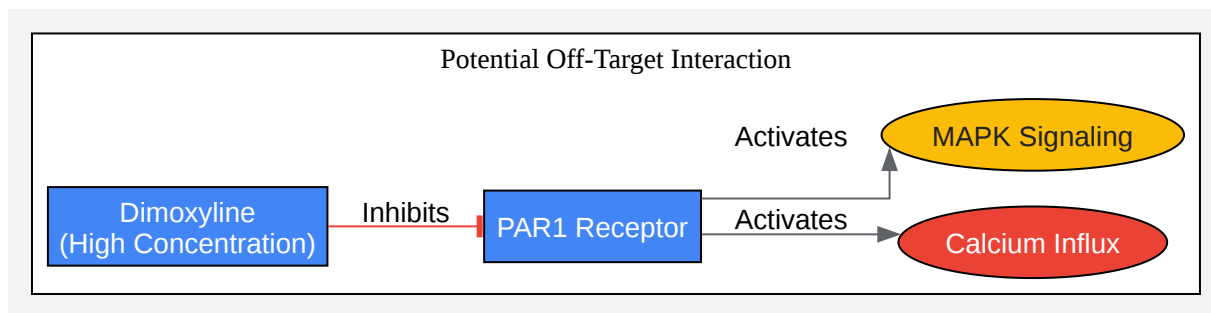 Potential Off-Target Interaction
Activates
MAPK Signaling
Dimoxyline
(High Concentration)
Inhibits
PAR1 Receptor
Activates
Calcium Influx